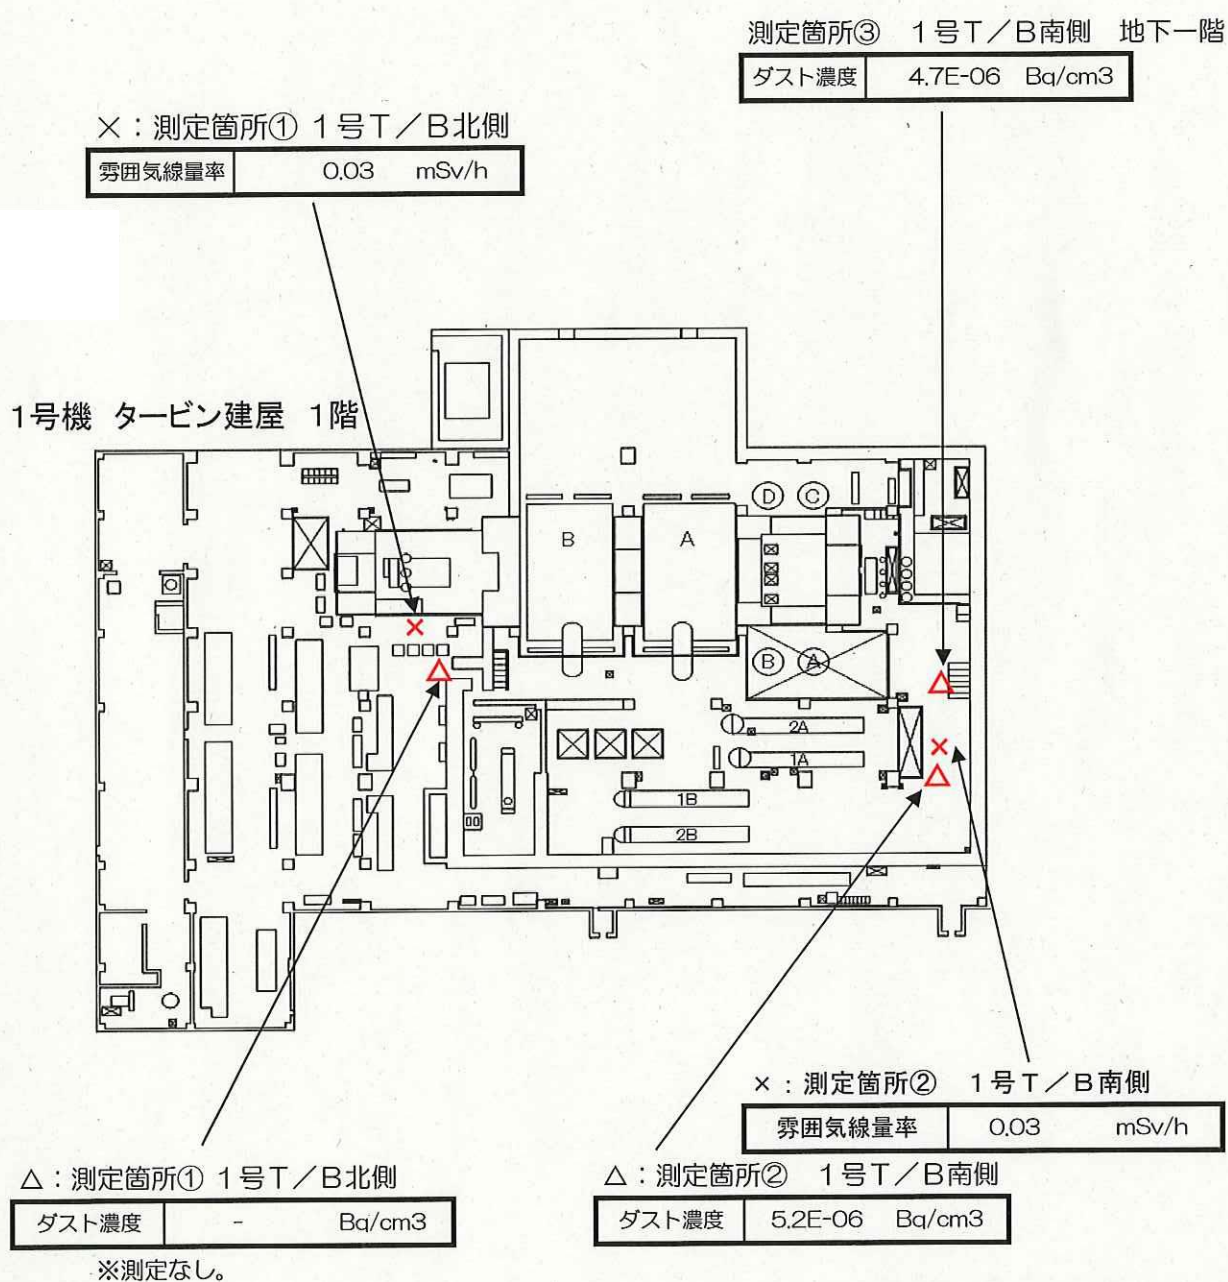 測定箇所③ 1号T/B南側 地下一階
ダスト濃度 4.7E-06 Bq/cm3
×:測定箇所① 1号T/B北側
雰囲気線量率 0.03 mSv/h
1号機 タービン建屋 1階
D C
B A
B A
2A
1A
1B
2B
×:測定箇所② 1号T/B南側
雰囲気線量率 0.03 mSv/h
△:測定箇所① 1号T/B北側
ダスト濃度 - Bq/cm3
※測定なし。
△:測定箇所② 1号T/B南側
ダスト濃度 5.2E-06 Bq/cm3